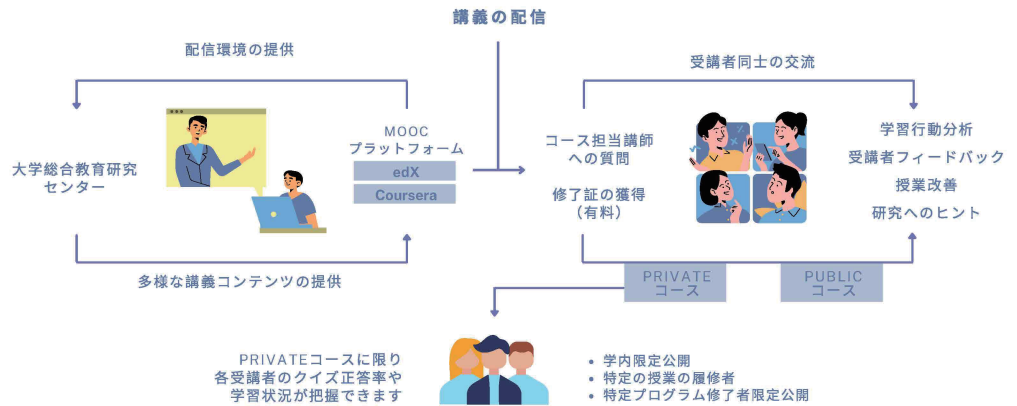 講義の配信
配信環境の提供
大学総合教育研究
センター
MOOC
プラットフォーム
edX
Coursera
多様な講義コンテンツの提供
受講者同士の交流
コース担当講師
への質問
修了証の獲得
（有料）
学習行動分析
受講者フィードバック
授業改善
研究へのヒント
PRIVATE
コース
PUBLIC
コース
PRIVATEコースに限り
各受講者のクイズ正答率や
学習状況が把握できます
• 学内限定公開
• 特定の授業の履修者
• 特定プログラム修了者限定公開